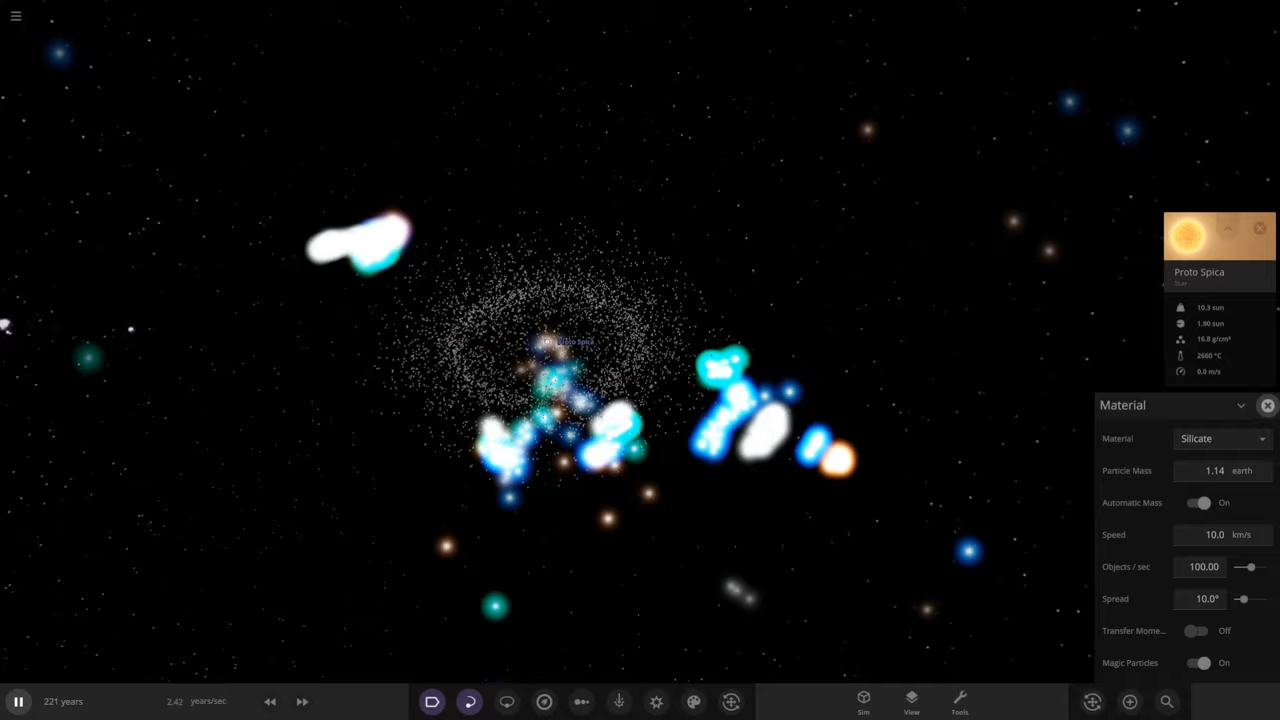 Proto Spica
Proto Spica
Star
10.3 sun
1.90 sun
16.8 g/cm³
2660 °C
0.0 m/s
Material
Material Silicate
Particle Mass 1.14 earth
Automatic Mass On
Speed 10.0 km/s
Objects / sec 100.00
Spread 10.0°
Transfer Mome... Off
Magic Particles On
221 years 2.42 years/sec
Sim View Tools